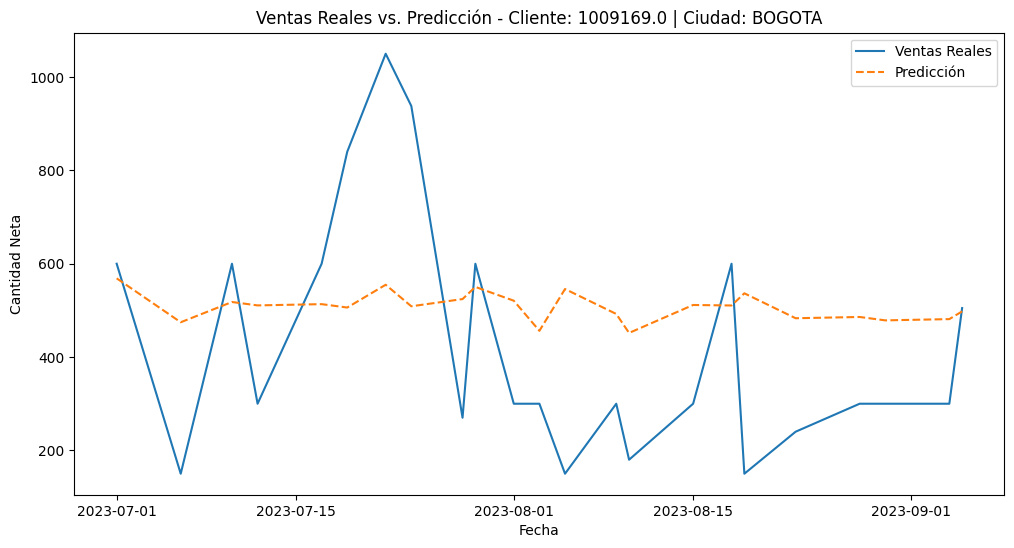 Ventas Reales vs. Predicción - Cliente: 1009169.0 | Ciudad: BOGOTA
Ventas Reales
Predicción
Cantidad Neta
1000
800
600
400
200
2023-07-01
2023-07-15
2023-08-01
2023-08-15
2023-09-01
Fecha